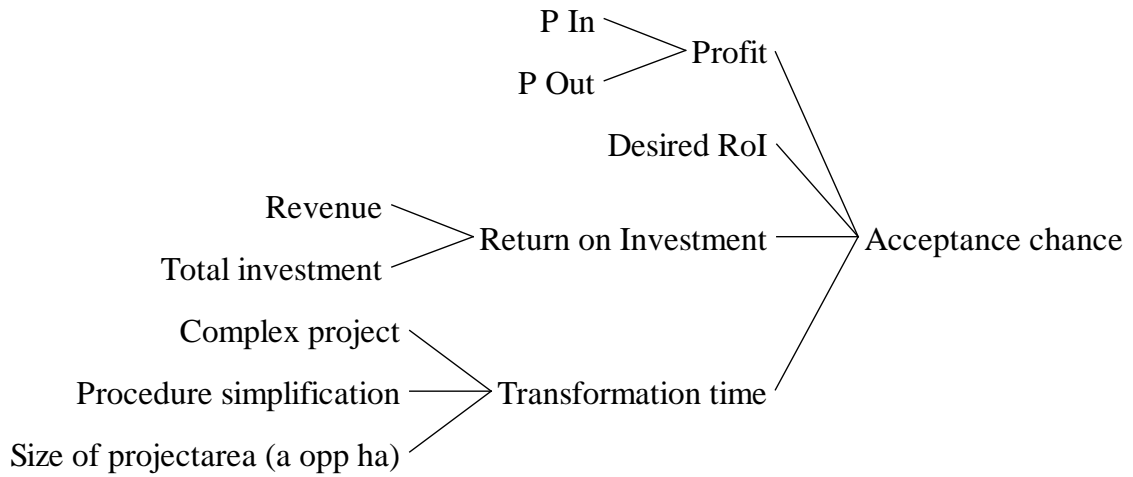 P In
P Out
Profit
Desired RoI
Revenue
Total investment
Return on Investment
Acceptance chance
Complex project
Procedure simplification
Size of projectarea (a opp ha)
Transformation time